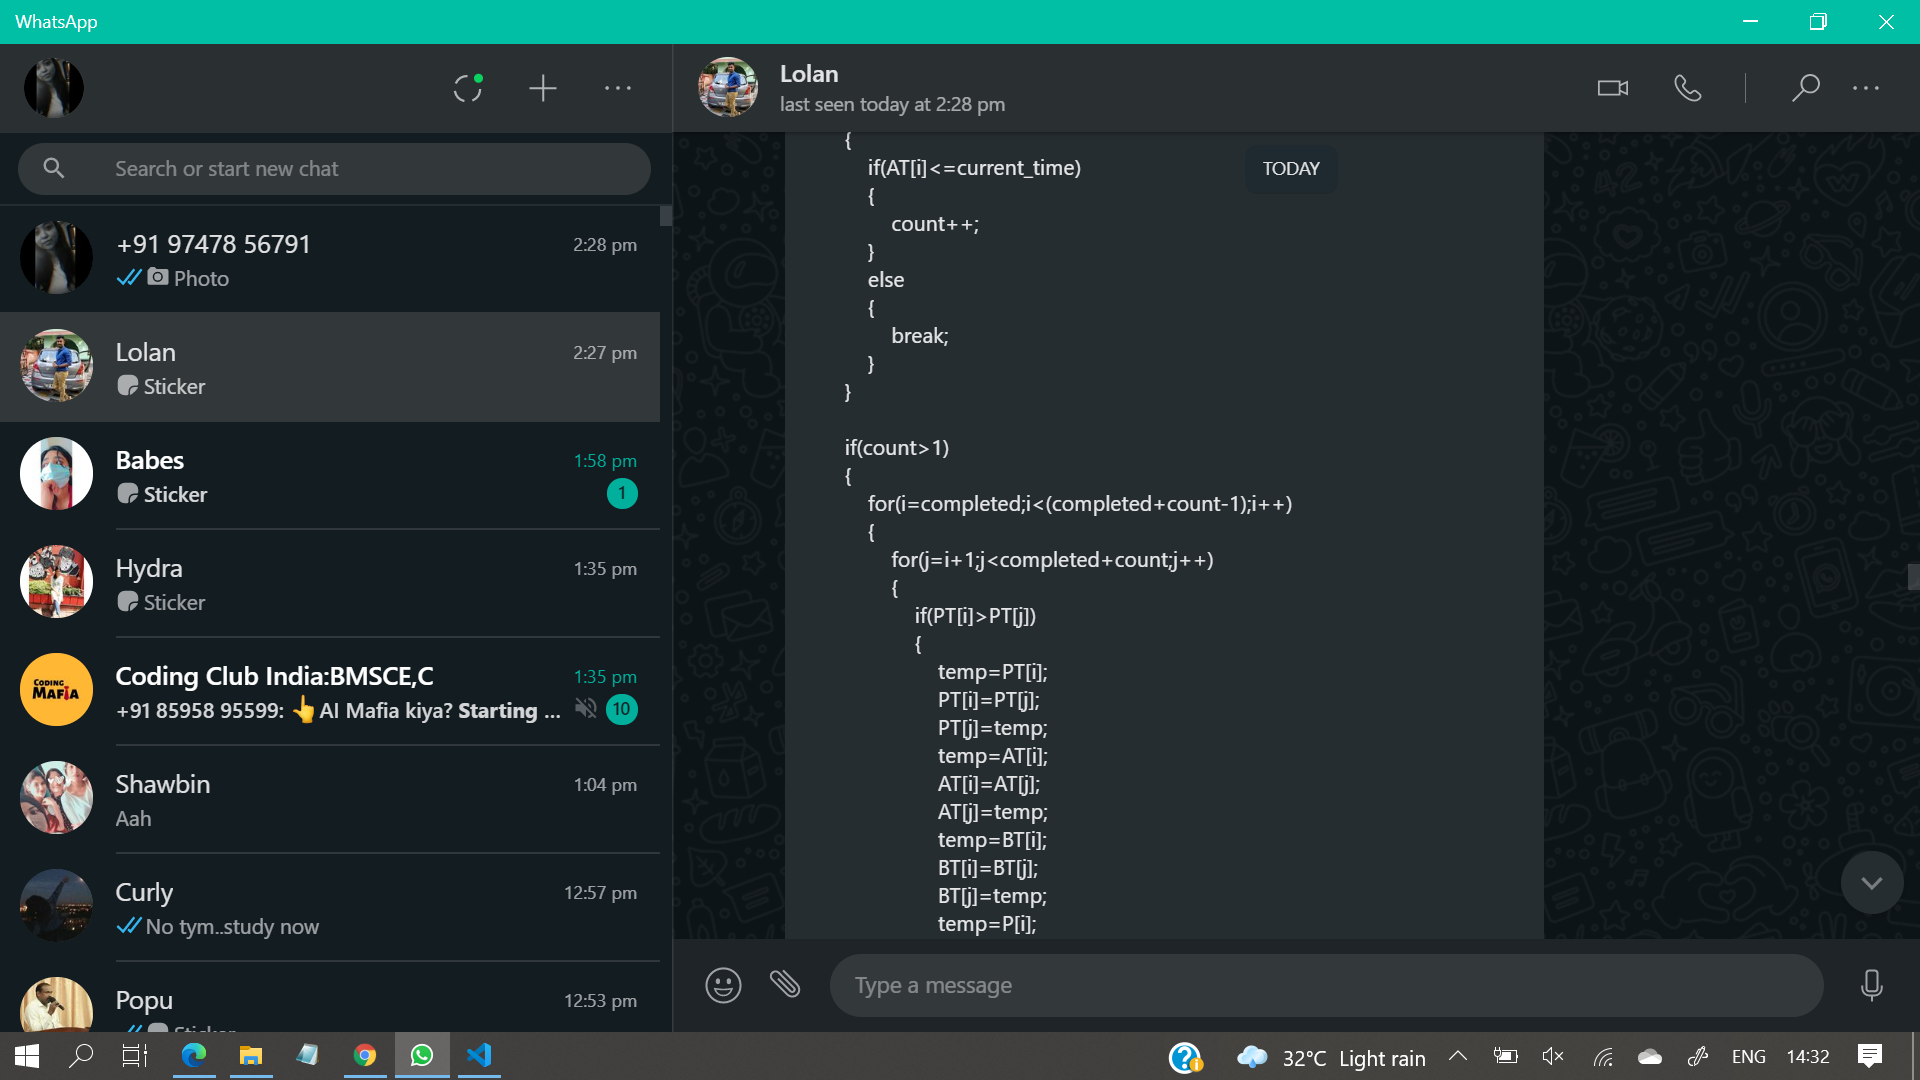 WhatsApp
Search or start new chat
+91 97478 56791
2:28 pm
Photo
Lolan
2:27 pm
Sticker
Babes
1:58 pm
Sticker
1
Hydra
1:35 pm
Sticker
CODING
MAFIA
Coding Club India:BMSCE,C
1:35 pm
+91 85958 95599: 👆AI Mafia kiya? Starting ...
10
Shawbin
1:04 pm
Aah
Curly
12:57 pm
No tym..study now
Popu
12:53 pm
Sticker
Lolan
last seen today at 2:28 pm
TODAY
{
if(AT[i]<=current_time)
{
count++;
}
else
{
break;
}
}
if(count>1)
{
for(i=completed;i<(completed+count-1);i++)
{
for(j=i+1;j<completed+count;j++)
{
if(PT[i]>PT[j])
{
temp=PT[i];
PT[i]=PT[j];
PT[j]=temp;
temp=AT[i];
AT[i]=AT[j];
AT[j]=temp;
temp=BT[i];
BT[i]=BT[j];
BT[j]=temp;
temp=P[i];
Type a message
32°C Light rain
ENG
14:32